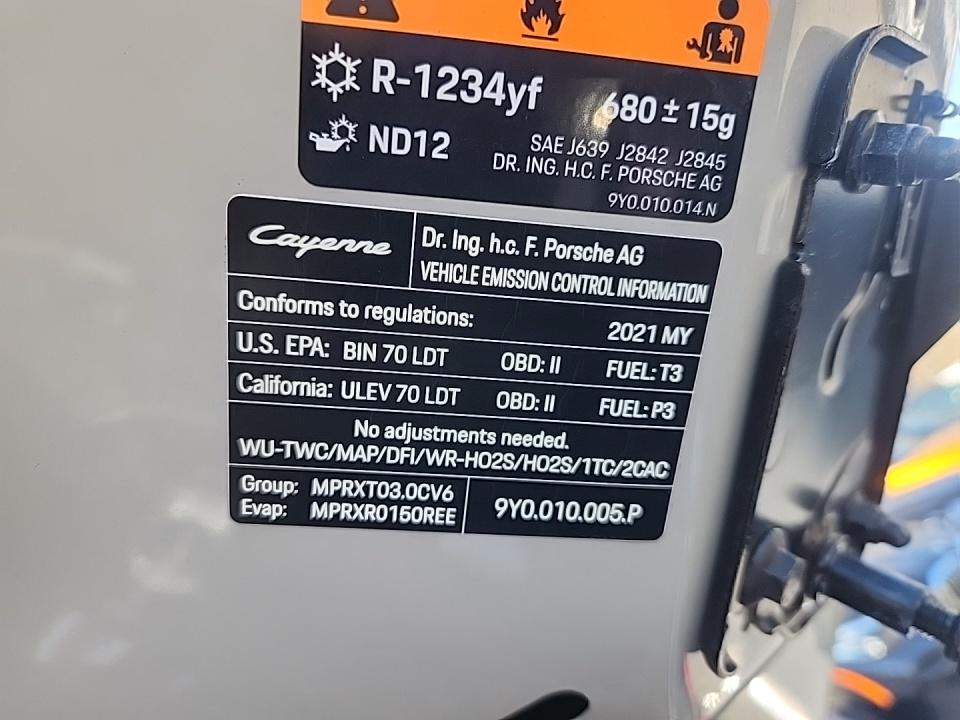 R-1234yf 680 ± 15g
ND12
SAE J639 J2842 J2845
DR. ING. H.C. F. PORSCHE AG
9Y0.010.014.N
Cayenne
Dr. Ing. h.c. F. Porsche AG
VEHICLE EMISSION CONTROL INFORMATION
Conforms to regulations: 2021 MY
U.S. EPA: BIN 70 LDT OBD: II FUEL: T3
California: ULEV 70 LDT OBD: II FUEL: P3
No adjustments needed.
WU-TWC/MAP/DFI/WR-HO2S/HO2S/1TC/2CAC
Group: MPRXT03.0CV6
Evap: MPRXR0150REE
9Y0.010.005.P